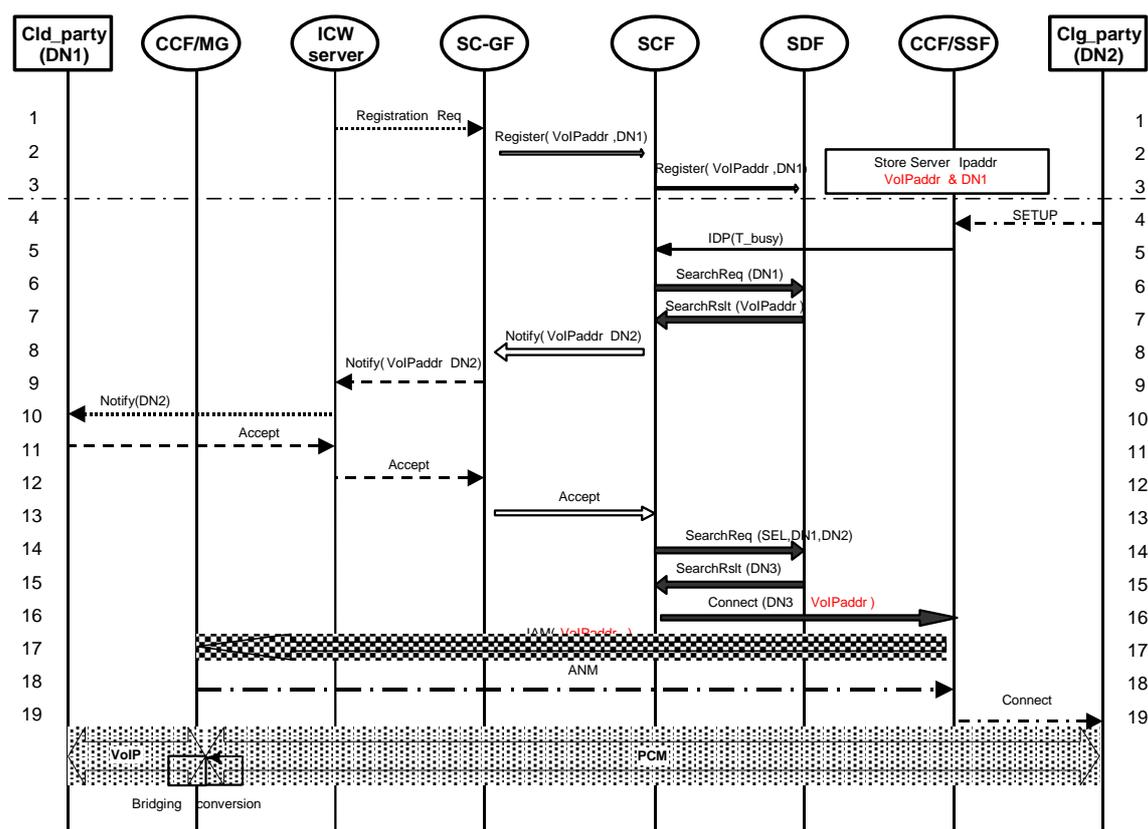 Cld_party
(DN1)
CCF/MG
ICW
server
SC-GF
SCF
SDF
CCF/SSF
Clg_party
(DN2)
1
Registration Req
1
2
Register( VoIPaddr ,DN1)
2
3
Register( VoIPaddr ,DN1)
Store Server Ipaddr
VoIPaddr & DN1
3
4
SETUP
4
5
IDP(T_busy)
5
6
SearchReq (DN1)
6
7
SearchRslt (VoIPaddr )
7
8
Notify( VoIPaddr DN2)
8
9
Notify( VoIPaddr DN2)
9
10
Notify(DN2)
10
11
Accept
11
12
Accept
12
13
Accept
13
14
SearchReq (SEL,DN1,DN2)
14
15
SearchRslt (DN3)
15
16
Connect (DN3 VoIPaddr )
16
17
IAM( VoIPaddr )
17
18
ANM
18
19
Connect
19
VoIP
PCM
Bridging conversion